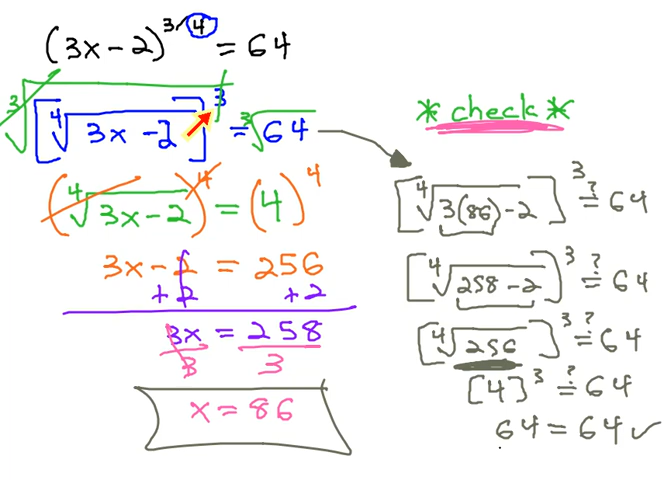 (3x-2)^{3/4} = 64
∛[∜(3x-2)]^3 = ∛64
(∜(3x-2))^4 = (4)^4
3x-2 = 256
+2 +2
3x = 258
3 3
x = 86
* check *
[∜(3(86)-2)]^3 ≟ 64
[∜(258-2)]^3 ≟ 64
[∜256]^3 ≟ 64
[4]^3 ≟ 64
64 = 64 ✓